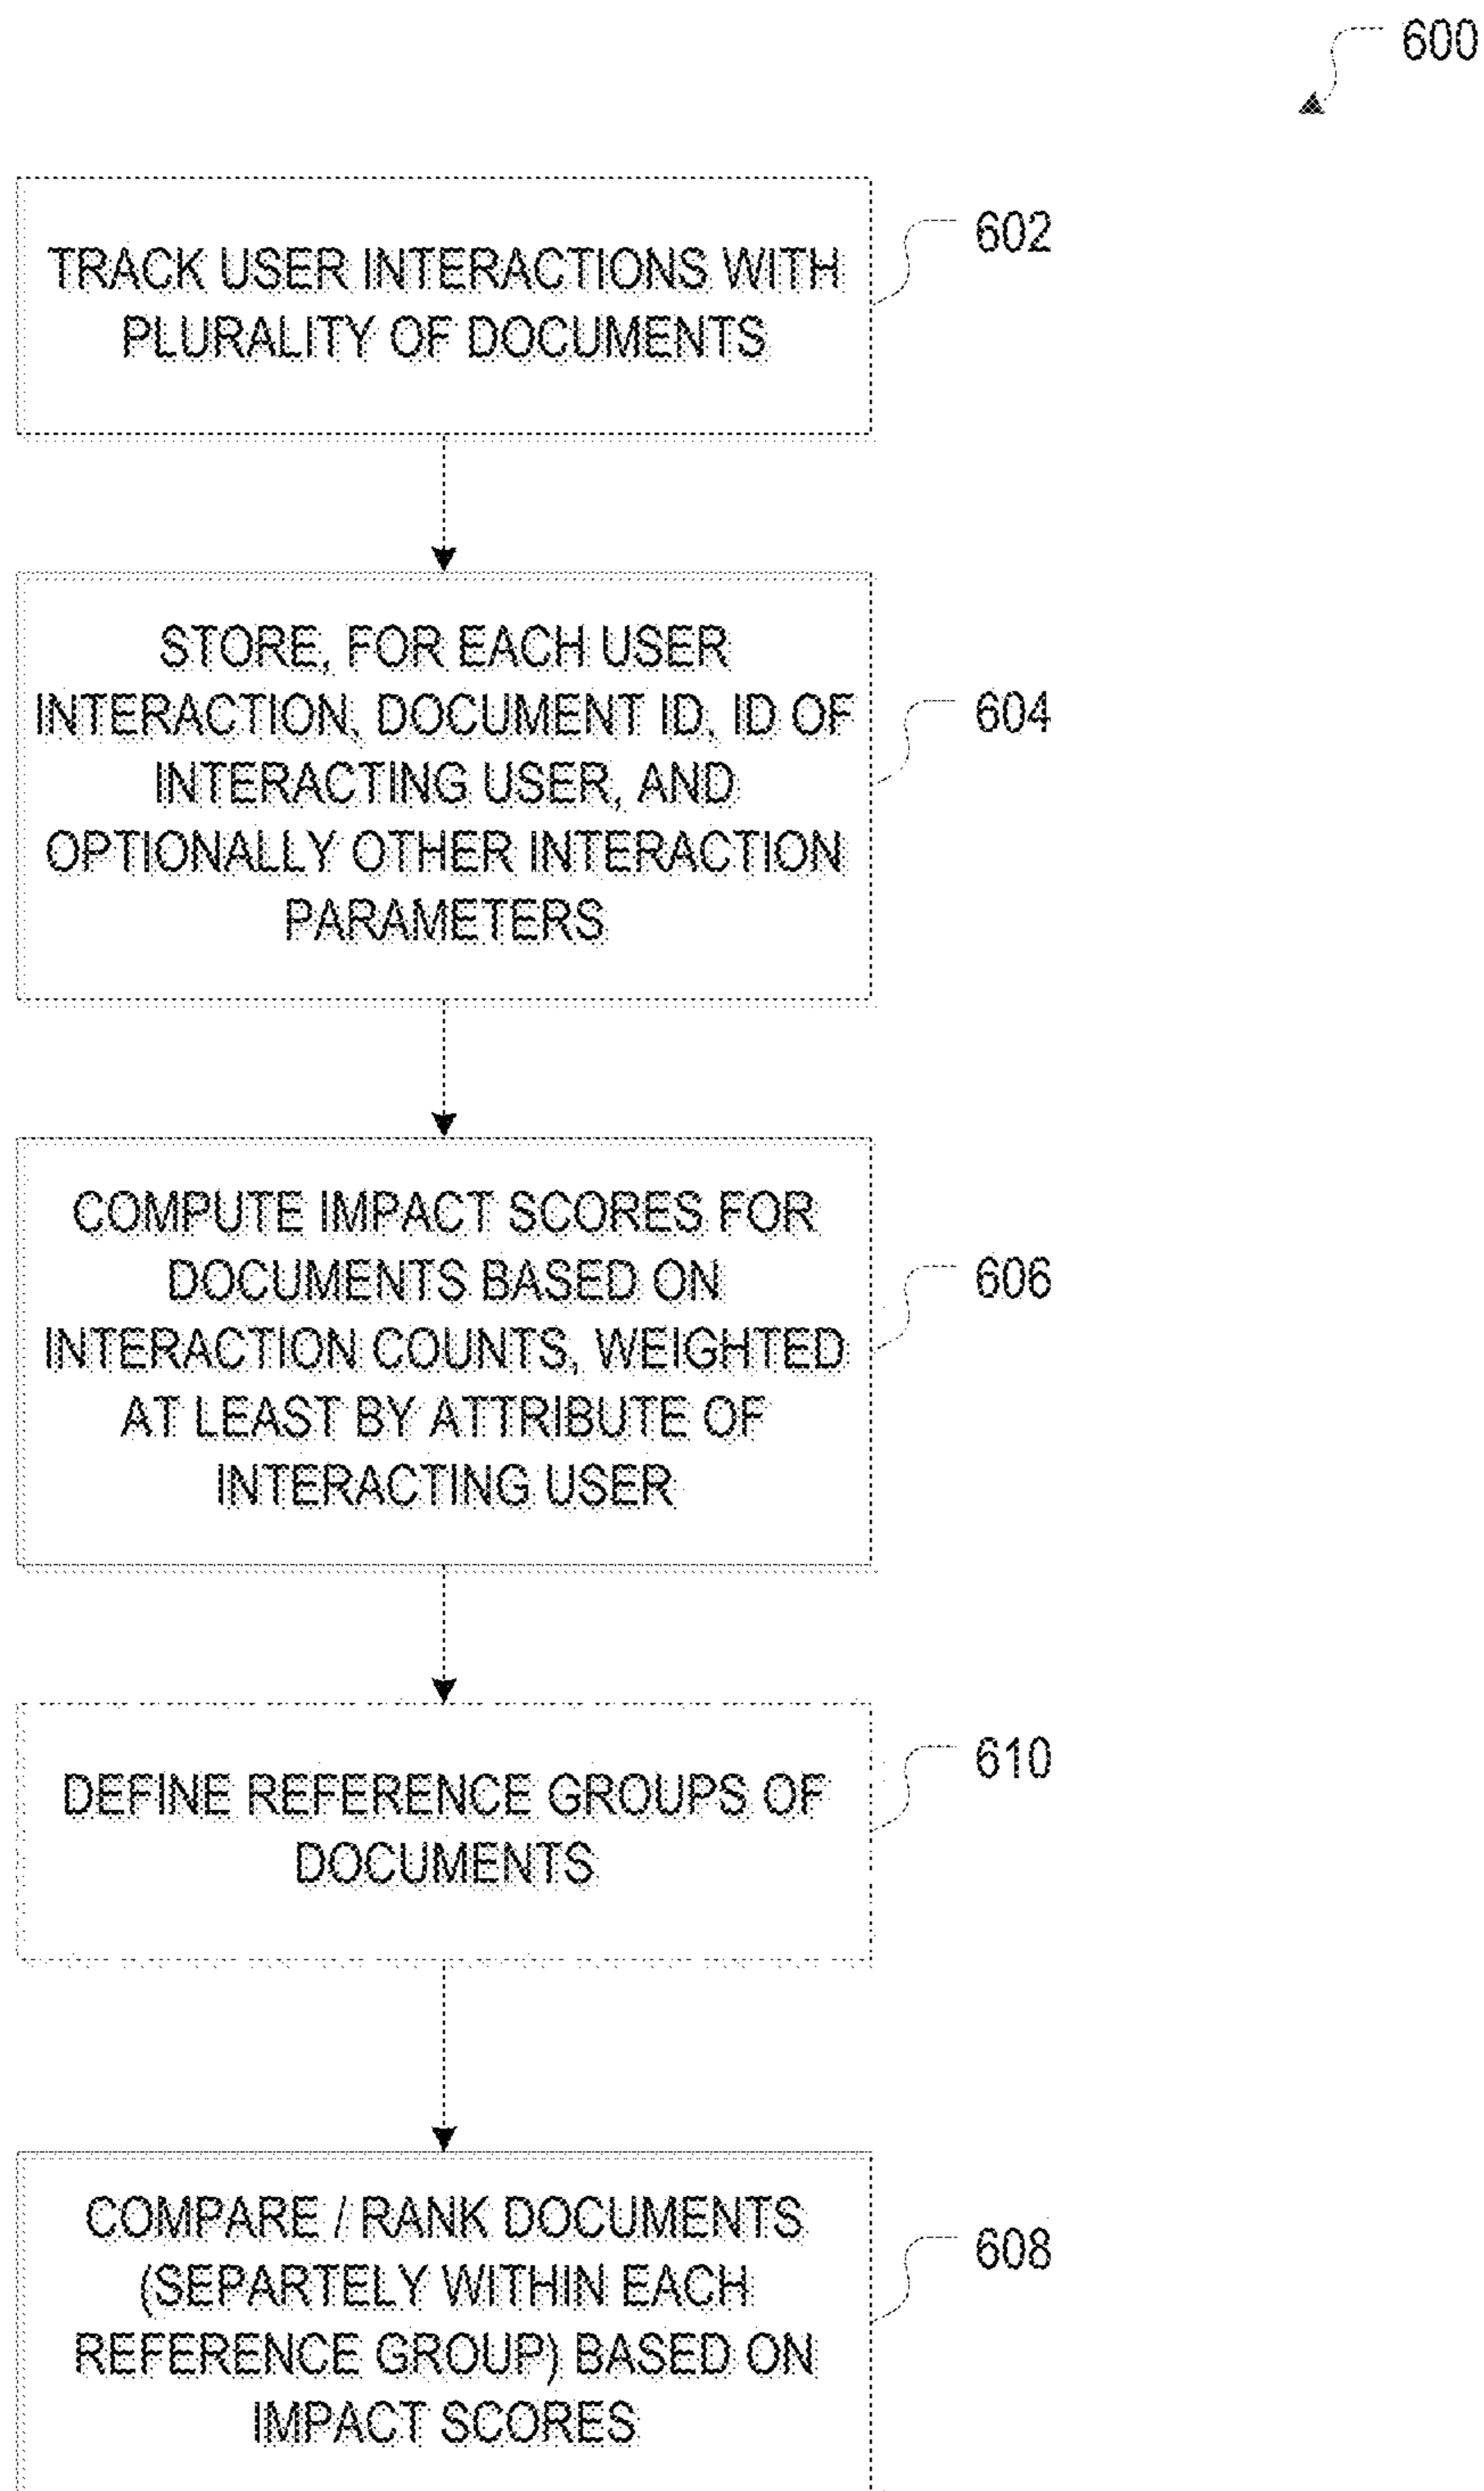 600
TRACK USER INTERACTIONS WITH
PLURALITY OF DOCUMENTS
602
STORE, FOR EACH USER
INTERACTION, DOCUMENT ID, ID OF
INTERACTING USER, AND
OPTIONALLY OTHER INTERACTION
PARAMETERS
604
COMPUTE IMPACT SCORES FOR
DOCUMENTS BASED ON
INTERACTION COUNTS, WEIGHTED
AT LEAST BY ATTRIBUTE OF
INTERACTING USER
606
DEFINE REFERENCE GROUPS OF
DOCUMENTS
610
COMPARE / RANK DOCUMENTS
(SEPARTELY WITHIN EACH
REFERENCE GROUP) BASED ON
IMPACT SCORES
608